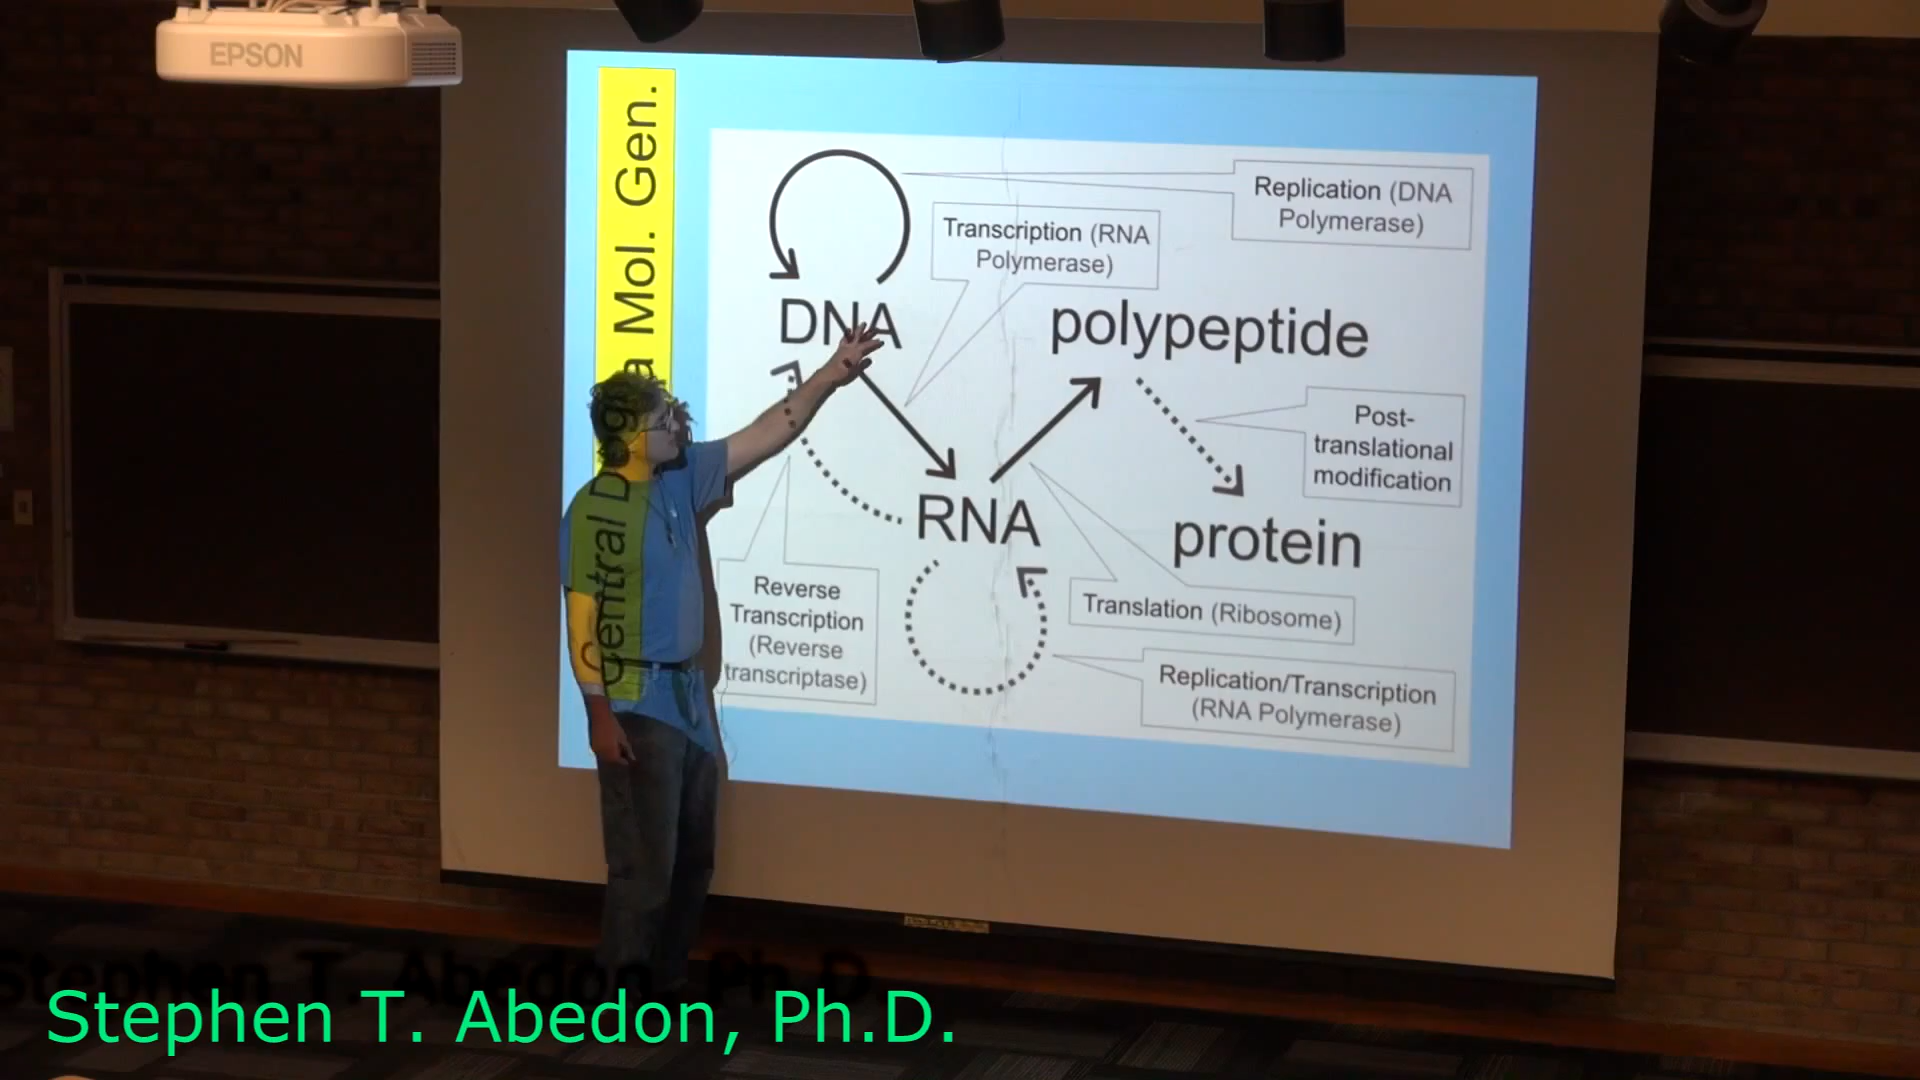 EPSON
Central Dogma Mol. Gen.
Replication (DNA
Polymerase)
Transcription (RNA
Polymerase)
DNA
polypeptide
Post-
translational
modification
RNA
protein
Reverse
Transcription
(Reverse
transcriptase)
Translation (Ribosome)
Replication/Transcription
(RNA Polymerase)
Stephen T. Abedon, Ph.D.